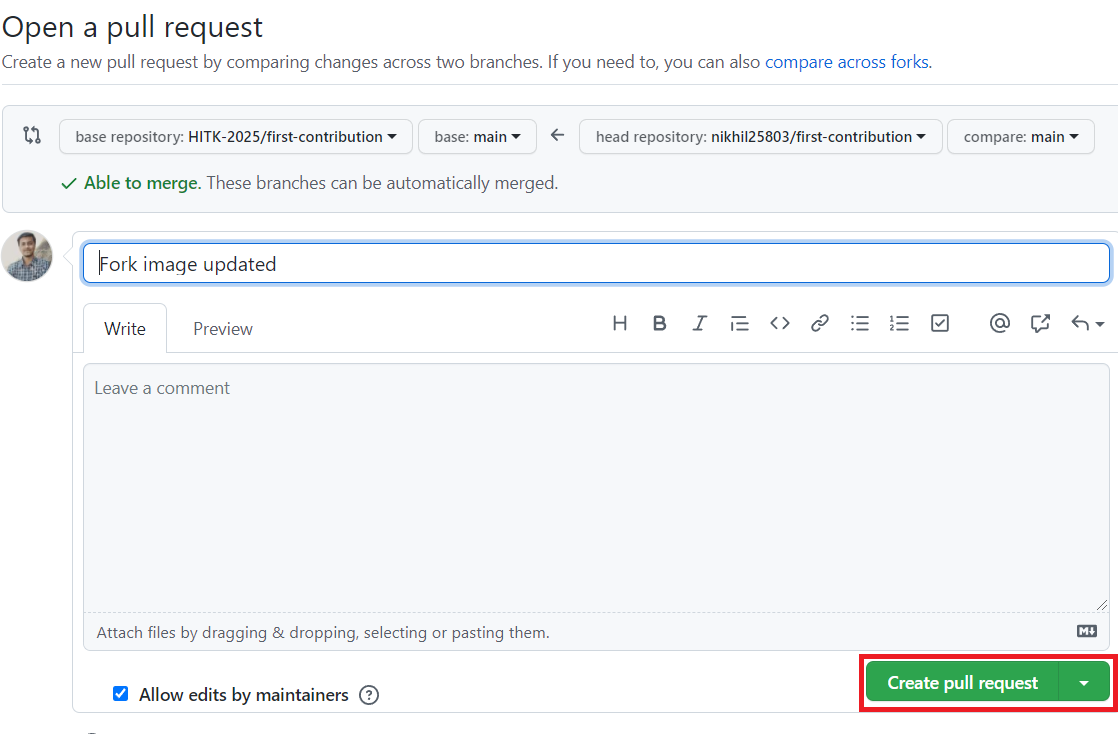 Open a pull request
Create a new pull request by comparing changes across two branches. If you need to, you can also compare across forks.
base repository: HITK-2025/first-contribution base: main head repository: nikhil25803/first-contribution compare: main
Able to merge. These branches can be automatically merged.
Fork image updated
Write Preview H B I @
Leave a comment
Attach files by dragging & dropping, selecting or pasting them. M
Allow edits by maintainers ? Create pull request